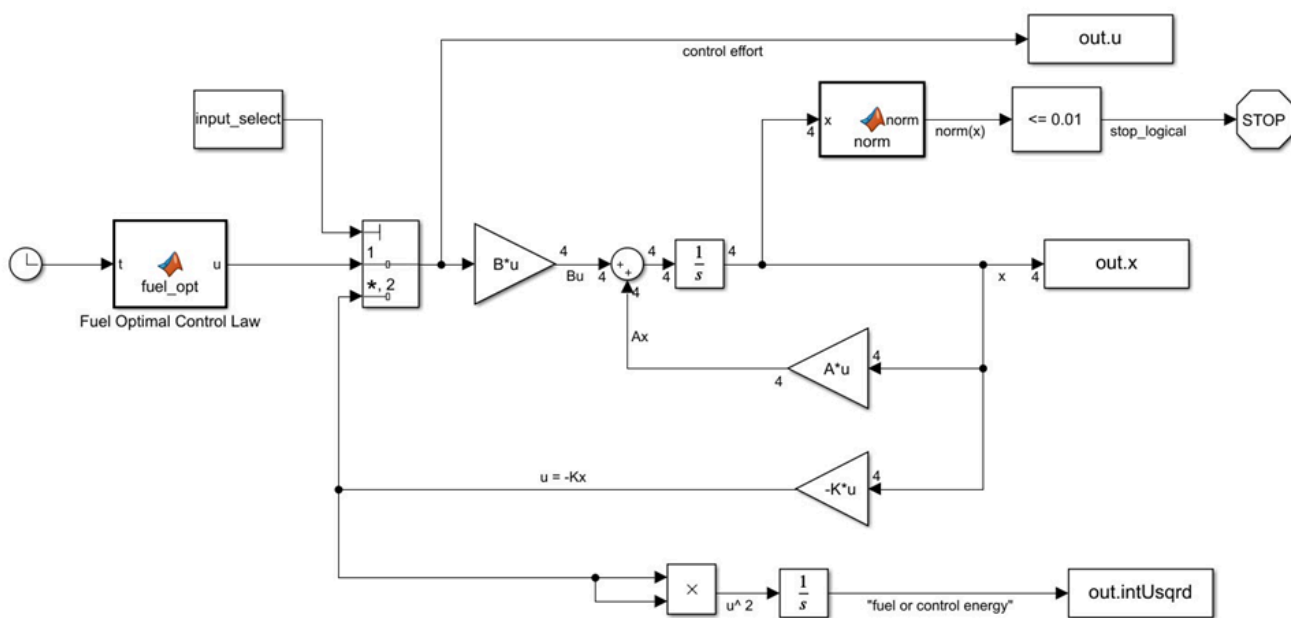 control effort
out.u
input_select
4
x
norm
norm
norm(x)
<= 0.01
stop_logical
STOP
t
u
fuel_opt
Fuel Optimal Control Law
1
*, 2
B*u
4
Bu
4
+
+
4
4
4
1
s
4
x
4
out.x
Ax
4
A*u
4
u = -Kx
-K*u
4
×
u^ 2
1
s
"fuel or control energy"
out.intUsqrd